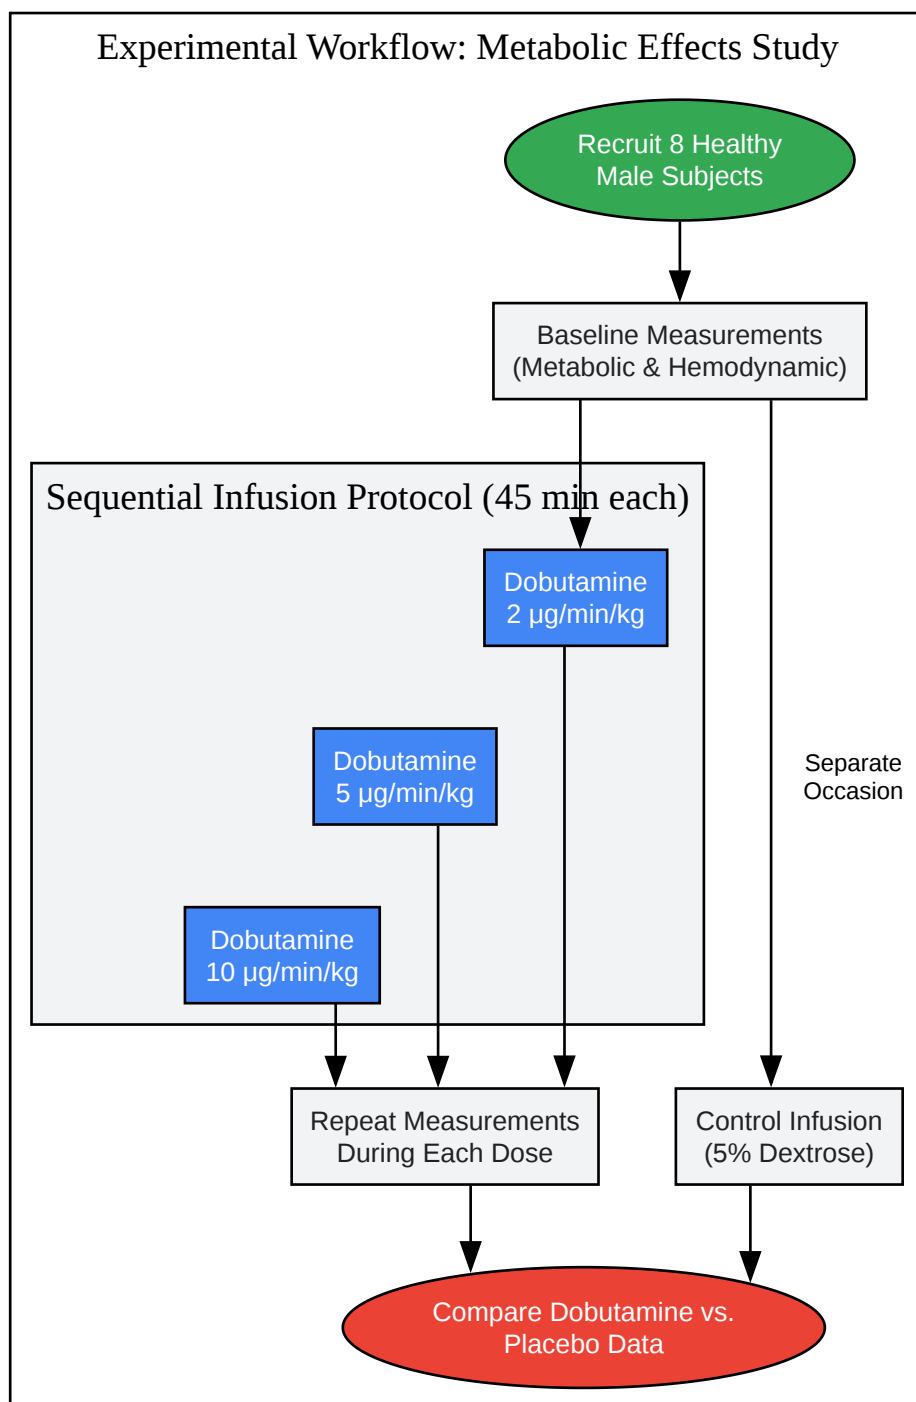 Experimental Workflow: Metabolic Effects Study
Recruit 8 Healthy
Male Subjects
Baseline Measurements
(Metabolic & Hemodynamic)
Sequential Infusion Protocol (45 min each)
Dobutamine
2 μg/min/kg
Dobutamine
5 μg/min/kg
Separate
Occasion
Dobutamine
10 μg/min/kg
Repeat Measurements
During Each Dose
Control Infusion
(5% Dextrose)
Compare Dobutamine vs.
Placebo Data